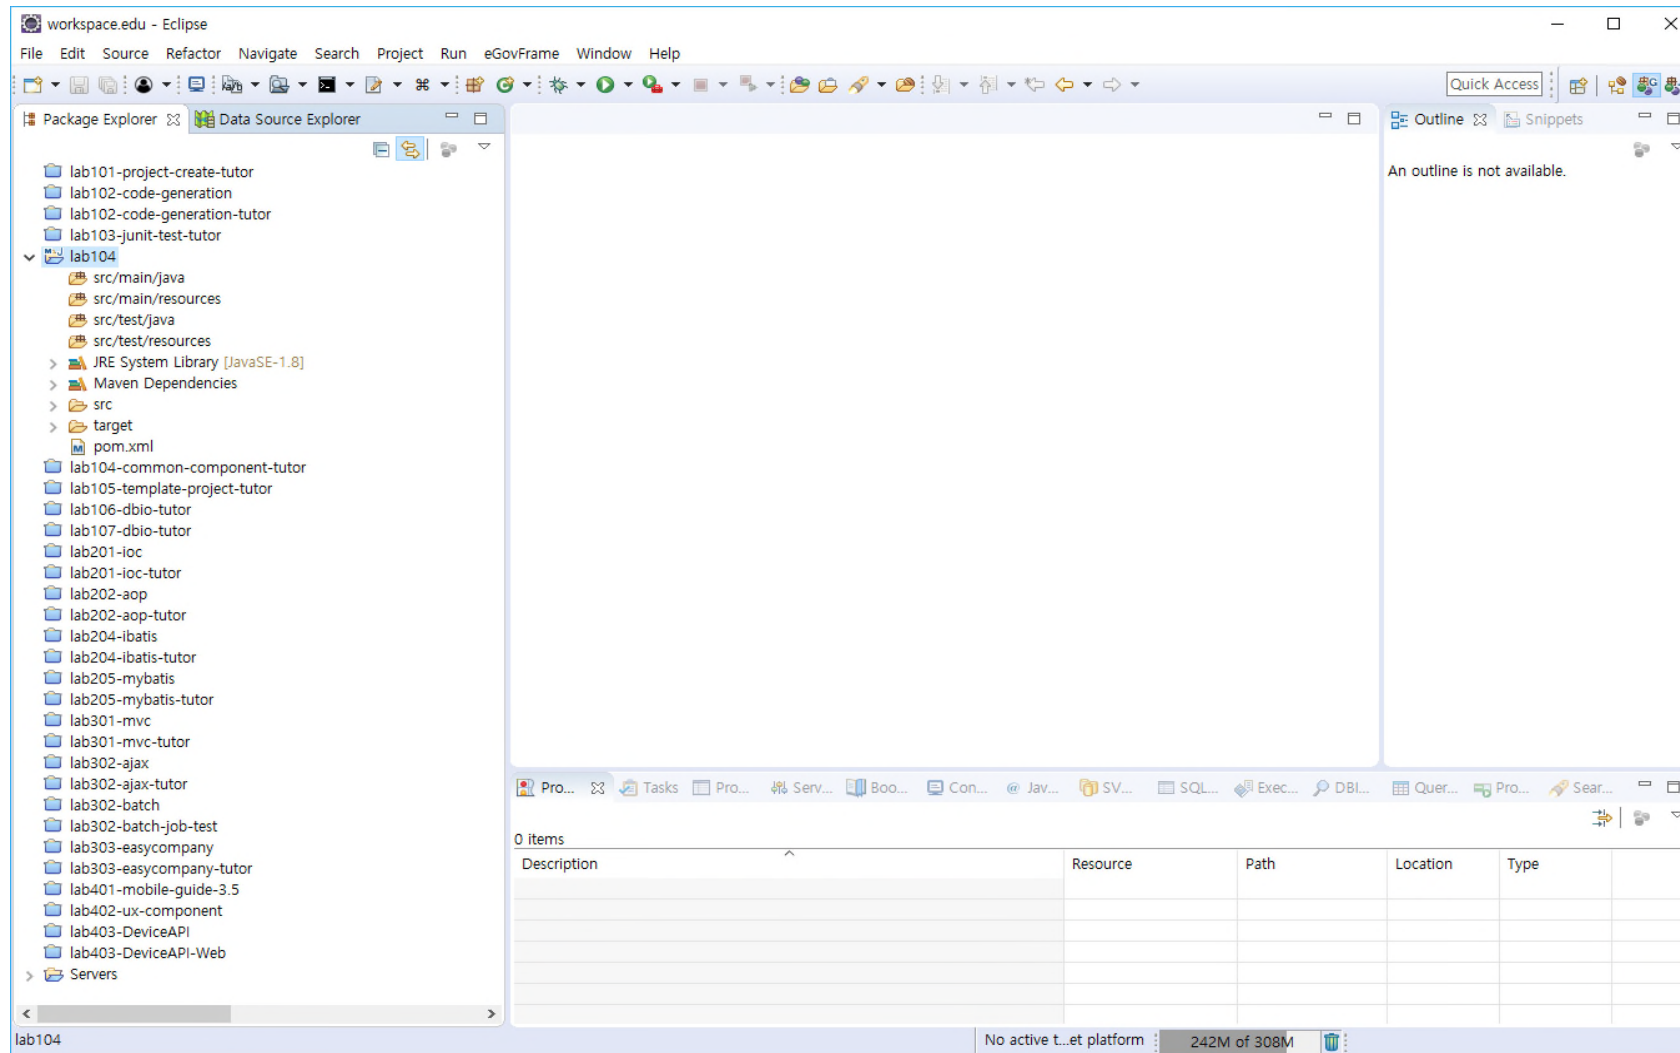 workspace.edu - Eclipse
File Edit Source Refactor Navigate Search Project Run eGovFrame Window Help
Quick Access
Package Explorer Data Source Explorer
lab101-project-create-tutor
lab102-code-generation
lab102-code-generation-tutor
lab103-junit-test-tutor
lab104
src/main/java
src/main/resources
src/test/java
src/test/resources
JRE System Library [JavaSE-1.8]
Maven Dependencies
src
target
pom.xml
lab104-common-component-tutor
lab105-template-project-tutor
lab106-dbio-tutor
lab107-dbio-tutor
lab201-ioc
lab201-ioc-tutor
lab202-aop
lab202-aop-tutor
lab204-ibatis
lab204-ibatis-tutor
lab205-mybatis
lab205-mybatis-tutor
lab301-mvc
lab301-mvc-tutor
lab302-ajax
lab302-ajax-tutor
lab302-batch
lab302-batch-job-test
lab303-easycompany
lab303-easycompany-tutor
lab401-mobile-guide-3.5
lab402-ux-component
lab403-DeviceAPI
lab403-DeviceAPI-Web
Servers
Outline Snippets
An outline is not available.
Pro... Tasks Pro... Serv... Boo... Con... Jav... SV... SQL... Exec... DBI... Quer... Pro... Sear...
0 items
Description Resource Path Location Type
lab104
No active t...et platform 242M of 308M